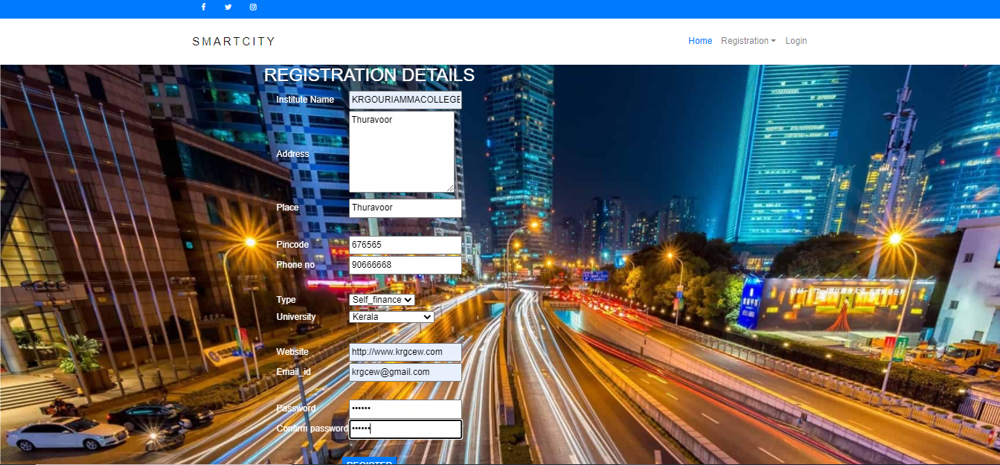 SMARTCITY
Home Registration Login
REGISTRATION DETAILS
Institute Name KRGOURIAMMACOLLEGE
Thuravoor
Address
Place Thuravoor
Pincode 676565
Phone no 90666668
Type Self_finance
University Kerala
Website http://www.krgcew.com
Email_id krgcew@gmail.com
Password ••••••
Confirm password ••••••
REGISTER